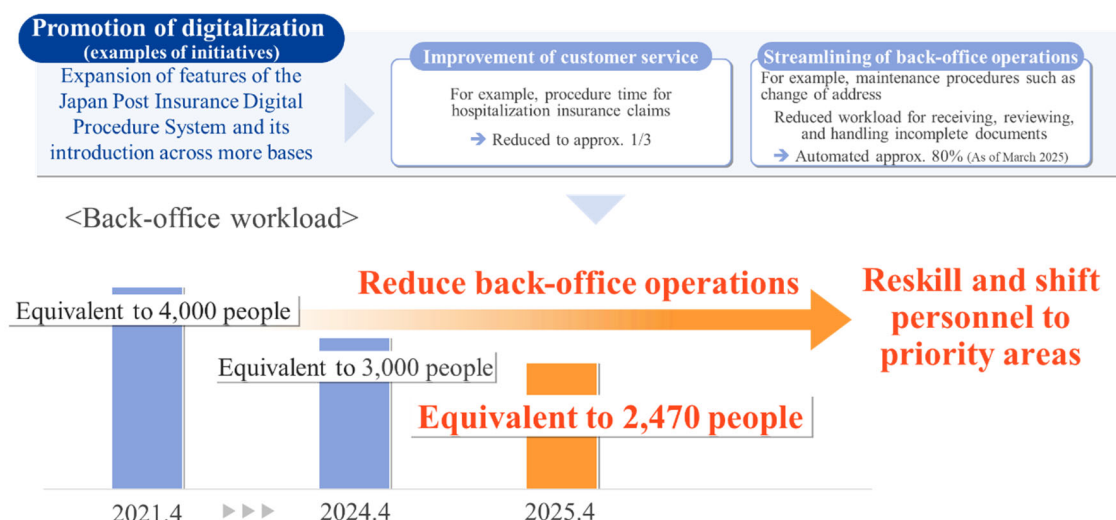 Promotion of digitalization
(examples of initiatives)
Expansion of features of the
Japan Post Insurance Digital
Procedure System and its
introduction across more bases
Improvement of customer service
For example, procedure time for
hospitalization insurance claims
➔ Reduced to approx. 1/3
Streamlining of back-office operations
For example, maintenance procedures such as
change of address
Reduced workload for receiving, reviewing,
and handling incomplete documents
➔ Automated approx. 80% (As of March 2025)
<Back-office workload>
Reduce back-office operations
Reskill and shift
personnel to
priority areas
Equivalent to 4,000 people
Equivalent to 3,000 people
Equivalent to 2,470 people
2021.4
2024.4
2025.4